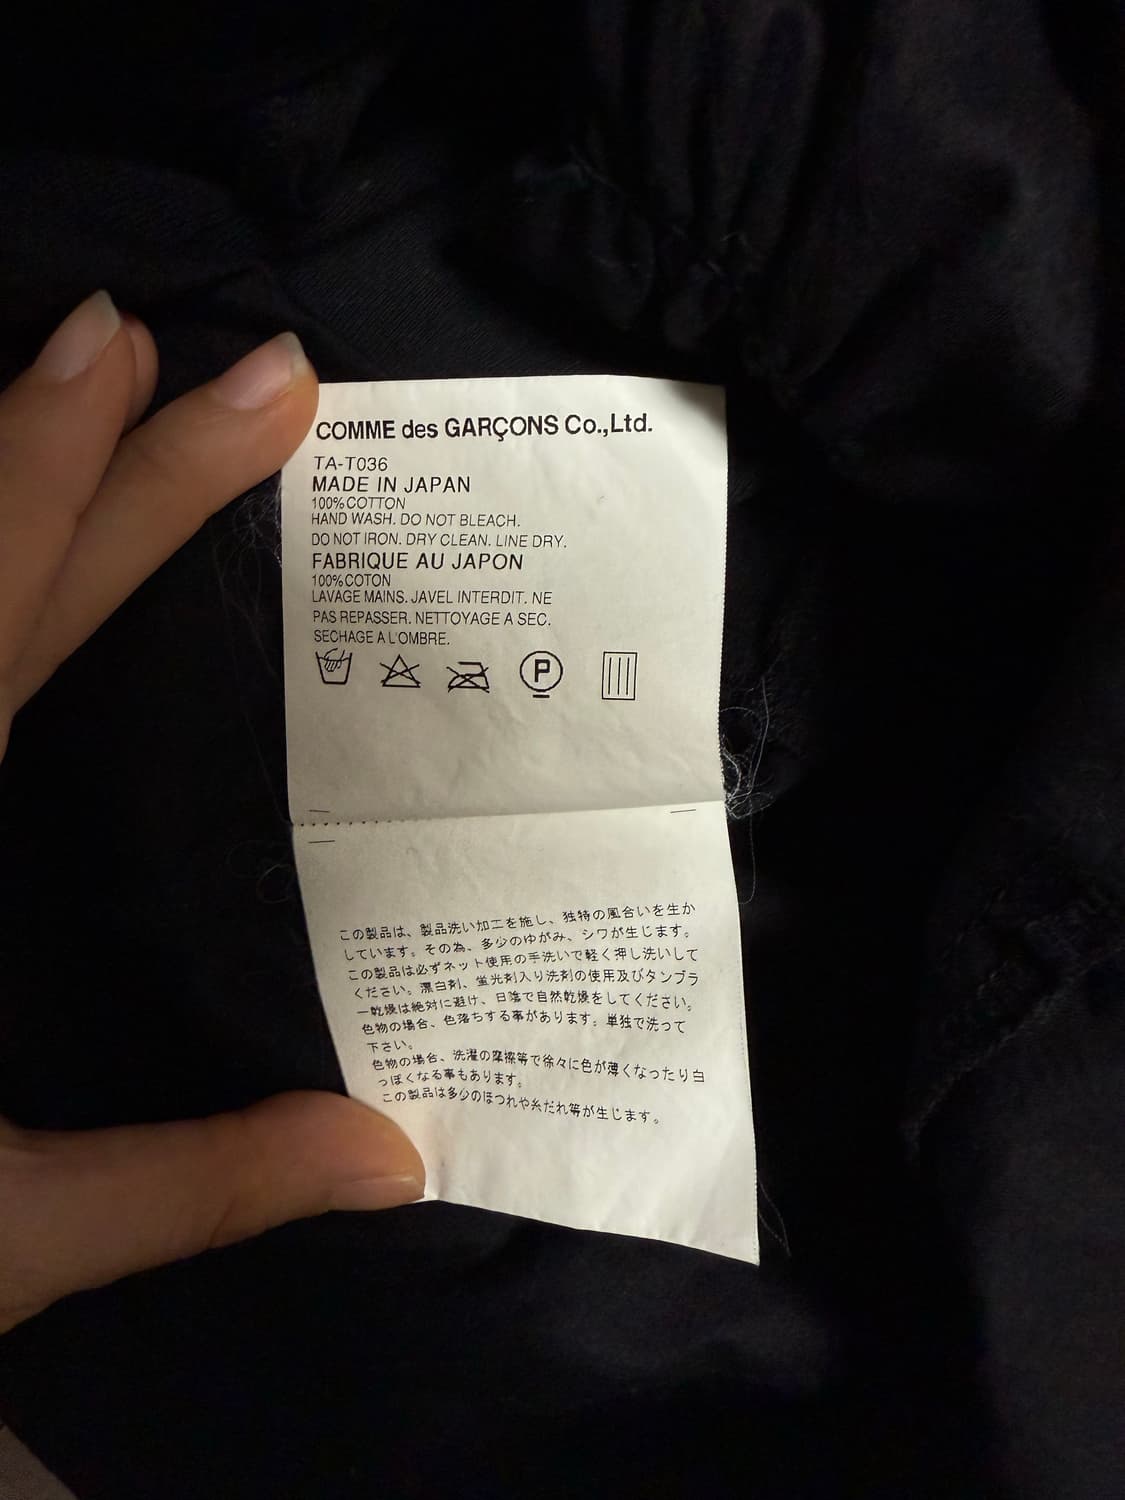 COMME des GARÇONS Co.,Ltd.
TA-T036
MADE IN JAPAN
100% COTTON
HAND WASH. DO NOT BLEACH.
DO NOT IRON. DRY CLEAN. LINE DRY.
FABRIQUE AU JAPON
100% COTON
LAVAGE MAINS. JAVEL INTERDIT. NE
PAS REPASSER. NETTOYAGE A SEC.
SECHAGE A L'OMBRE.
P
この製品は、製品洗い加工を施し、独特の風合いを生か
しています。その為、多少のゆがみ、シワが生じます。
この製品は必ずネット使用の手洗いで軽く押し洗いして
ください。漂白剤、蛍光剤入り洗剤の使用及びタンブラ
ー乾燥は絶対に避け、日陰で自然乾燥をしてください。
色物の場合、色落ちする事があります。単独で洗って
下さい。
色物の場合、洗濯の摩擦等で徐々に色が薄くなったり白
っぽくなる事もあります。
この製品は多少のほつれや糸だれ等が生じます。